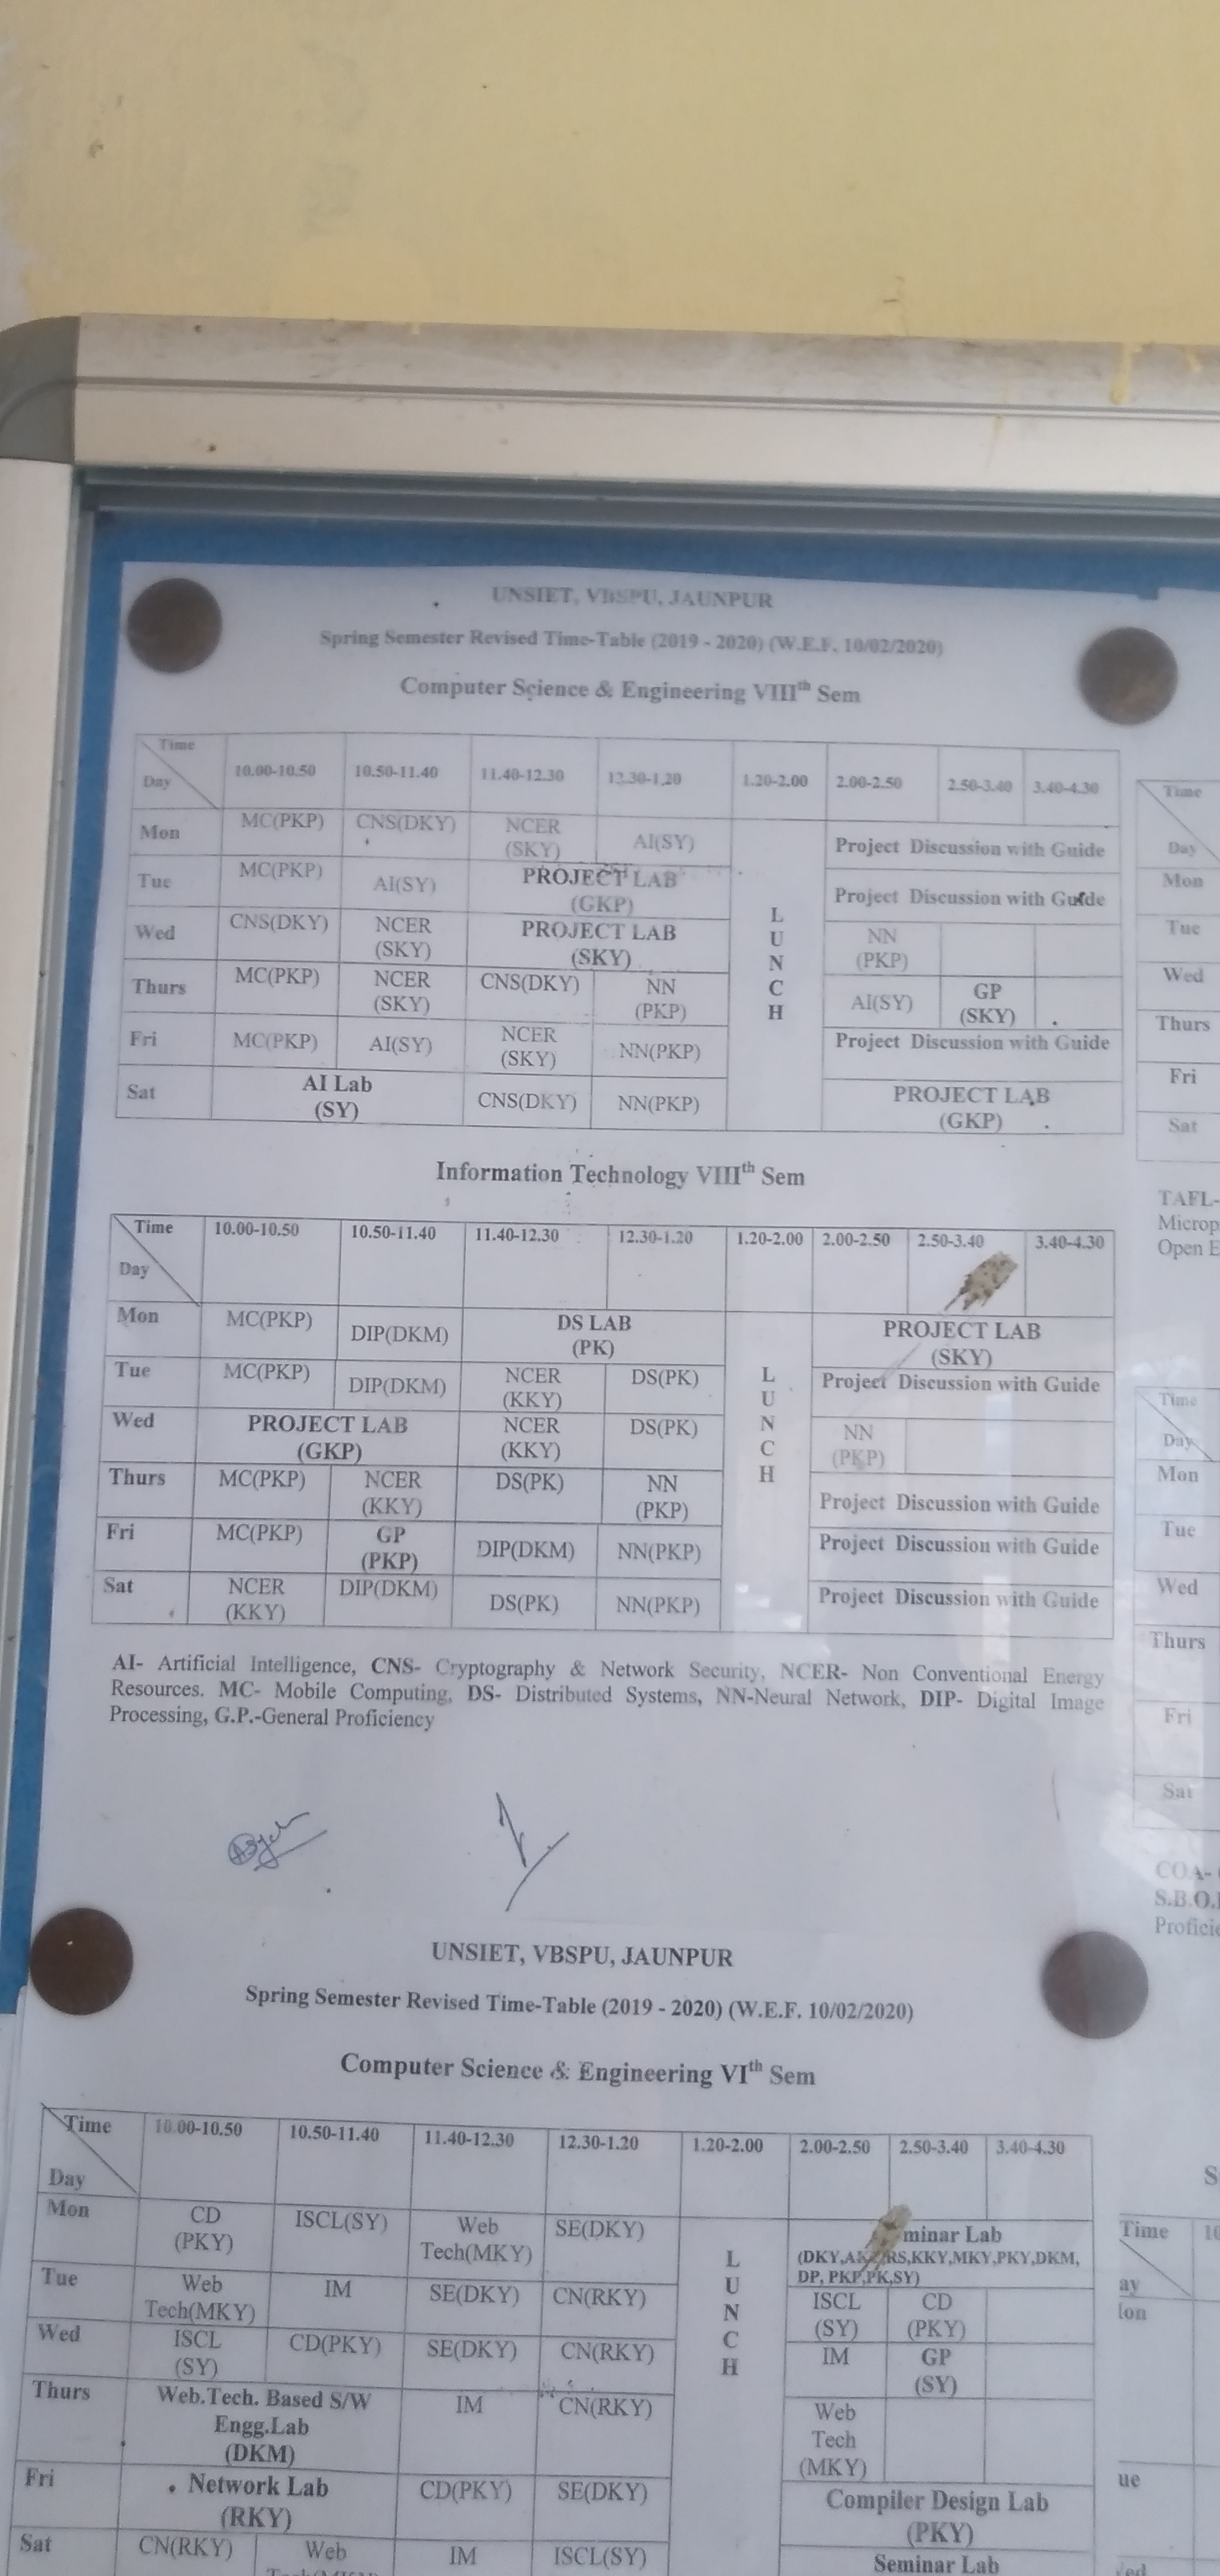 UNSIET, VBSPU, JAUNPUR
Spring Semester Revised Time-Table (2019 - 2020) (W.E.F. 10/02/2020)
Computer Science & Engineering VIIIth Sem
Time
Day
10.00-10.50 10.50-11.40 11.40-12.30 12.30-1.20 1.20-2.00 2.00-2.50 2.50-3.40 3.40-4.30
Mon MC(PKP) CNS(DKY) NCER (SKY) AI(SY) Project Discussion with Guide
Tue MC(PKP) AI(SY) PROJECT LAB (GKP) Project Discussion with Guide
Wed CNS(DKY) NCER (SKY) PROJECT LAB (SKY) NN (PKP)
Thurs MC(PKP) NCER (SKY) CNS(DKY) NN (PKP) AI(SY) GP (SKY)
Fri MC(PKP) AI(SY) NCER (SKY) NN(PKP) Project Discussion with Guide
Sat AI Lab (SY) CNS(DKY) NN(PKP) PROJECT LAB (GKP)
L
U
N
C
H
Information Technology VIIIth Sem
Time
Day
10.00-10.50 10.50-11.40 11.40-12.30 12.30-1.20 1.20-2.00 2.00-2.50 2.50-3.40 3.40-4.30
Mon MC(PKP) DIP(DKM) DS LAB (PK) PROJECT LAB (SKY)
Tue MC(PKP) DIP(DKM) NCER (KKY) DS(PK) Project Discussion with Guide
Wed PROJECT LAB (GKP) NCER (KKY) DS(PK) NN (PKP)
Thurs MC(PKP) NCER (KKY) DS(PK) NN (PKP) Project Discussion with Guide
Fri MC(PKP) GP (PKP) DIP(DKM) NN(PKP) Project Discussion with Guide
Sat NCER (KKY) DIP(DKM) DS(PK) NN(PKP) Project Discussion with Guide
L
U
N
C
H
AI- Artificial Intelligence, CNS- Cryptography & Network Security, NCER- Non Conventional Energy
Resources. MC- Mobile Computing, DS- Distributed Systems, NN-Neural Network, DIP- Digital Image
Processing, G.P.-General Proficiency
UNSIET, VBSPU, JAUNPUR
Spring Semester Revised Time-Table (2019 - 2020) (W.E.F. 10/02/2020)
Computer Science & Engineering VIth Sem
Time
Day
10.00-10.50 10.50-11.40 11.40-12.30 12.30-1.20 1.20-2.00 2.00-2.50 2.50-3.40 3.40-4.30
Mon CD (PKY) ISCL(SY) Web Tech(MKY) SE(DKY) minar Lab
(DKY, RS,KKY,MKY,PKY,DKM,
DP, PKP,PK,SY)
Tue Web Tech(MKY) IM SE(DKY) CN(RKY) ISCL (SY) CD (PKY)
Wed ISCL (SY) CD(PKY) SE(DKY) CN(RKY) IM GP (SY)
Thurs Web.Tech. Based S/W Engg.Lab (DKM) IM CN(RKY) Web Tech (MKY)
Fri Network Lab (RKY) CD(PKY) SE(DKY) Compiler Design Lab (PKY)
Sat CN(RKY) Web IM ISCL(SY) Seminar Lab
L
U
N
C
H
Time
Day
Mon
Tue
Wed
Thurs
Fri
Sat
TAFL-
Microp
Open E
Time
Day
Mon
Tue
Wed
Thurs
Fri
Sat
COA-
S.B.O.
Proficie
S
Time 10
ay
lon
ue